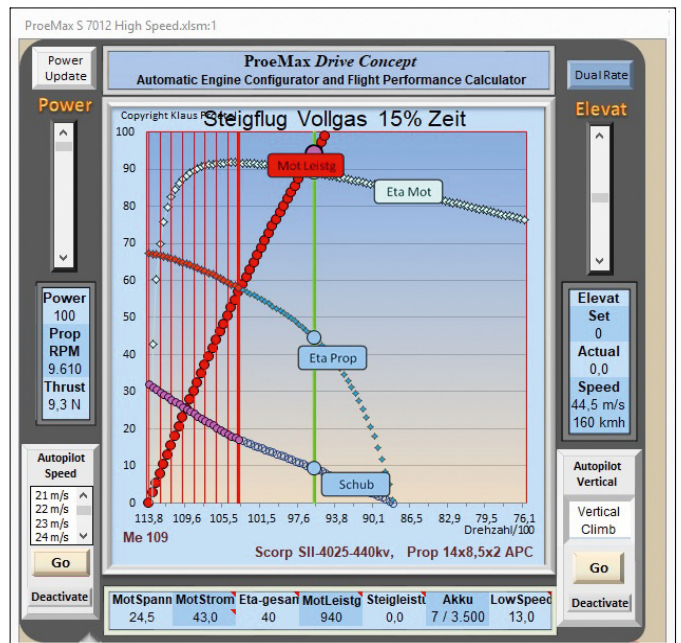 ProeMax S 7012 High Speed.xlsm:1
Power
Update
ProeMax Drive Concept
Automatic Engine Configurator and Flight Performance Calculator
Dual Rate
Power
Elevat
Copyright Klaus
Steigflug Vollgas 15% Zeit
100
90
80
70
60
50
40
30
20
10
0
Mot Leistg
Eta Mot
Eta Prop
Schub
113,8 109,6 105,5 101,5 97,6 93,8 90,1 86,5 82,9 79,5 76,1
Drehzahl/100
Me 109
Scorp SII-4025-440kv, Prop 14x8,5x2 APC
Power
100
Prop
RPM
9.610
Thrust
9,3 N
Elevat
Set
0
Actual
0,0
Speed
44,5 m/s
160 kmh
Autopilot
Speed
21 m/s
22 m/s
23 m/s
24 m/s
Go
Deactivate
Autopilot
Vertical
Vertical
Climb
Go
Deactivate
MotSpann MotStrom Eta-gesan MotLeistg Steigleistu Akku LowSpeed
24,5 43,0 40 940 0,0 7 / 3.500 13,0